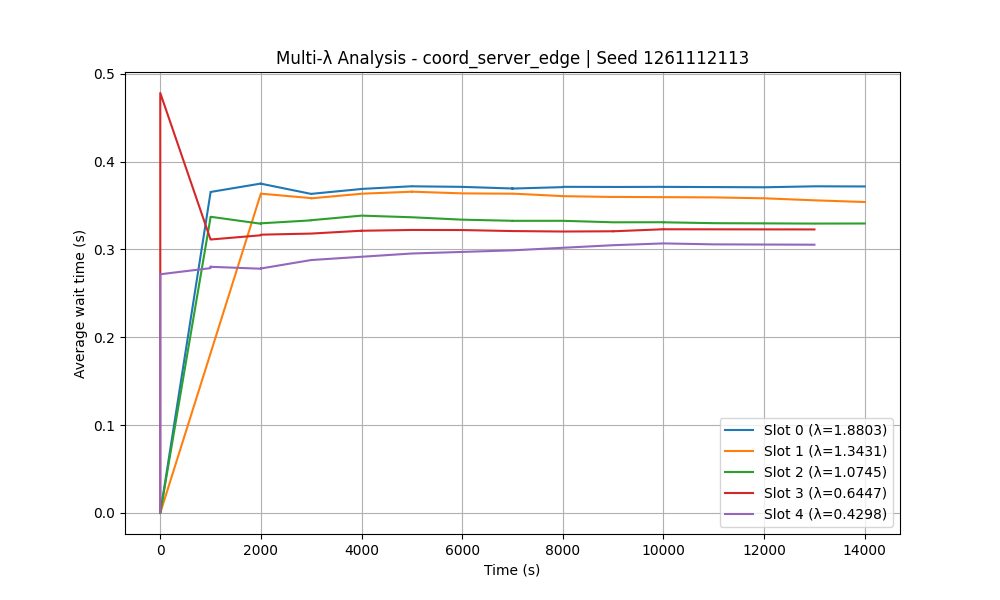 Multi-λ Analysis - coord_server_edge | Seed 1261112113
Average wait time (s)
0.5
0.4
0.3
0.2
0.1
0.0
0 2000 4000 6000 8000 10000 12000 14000
Time (s)
Slot 0 (λ=1.8803)
Slot 1 (λ=1.3431)
Slot 2 (λ=1.0745)
Slot 3 (λ=0.6447)
Slot 4 (λ=0.4298)